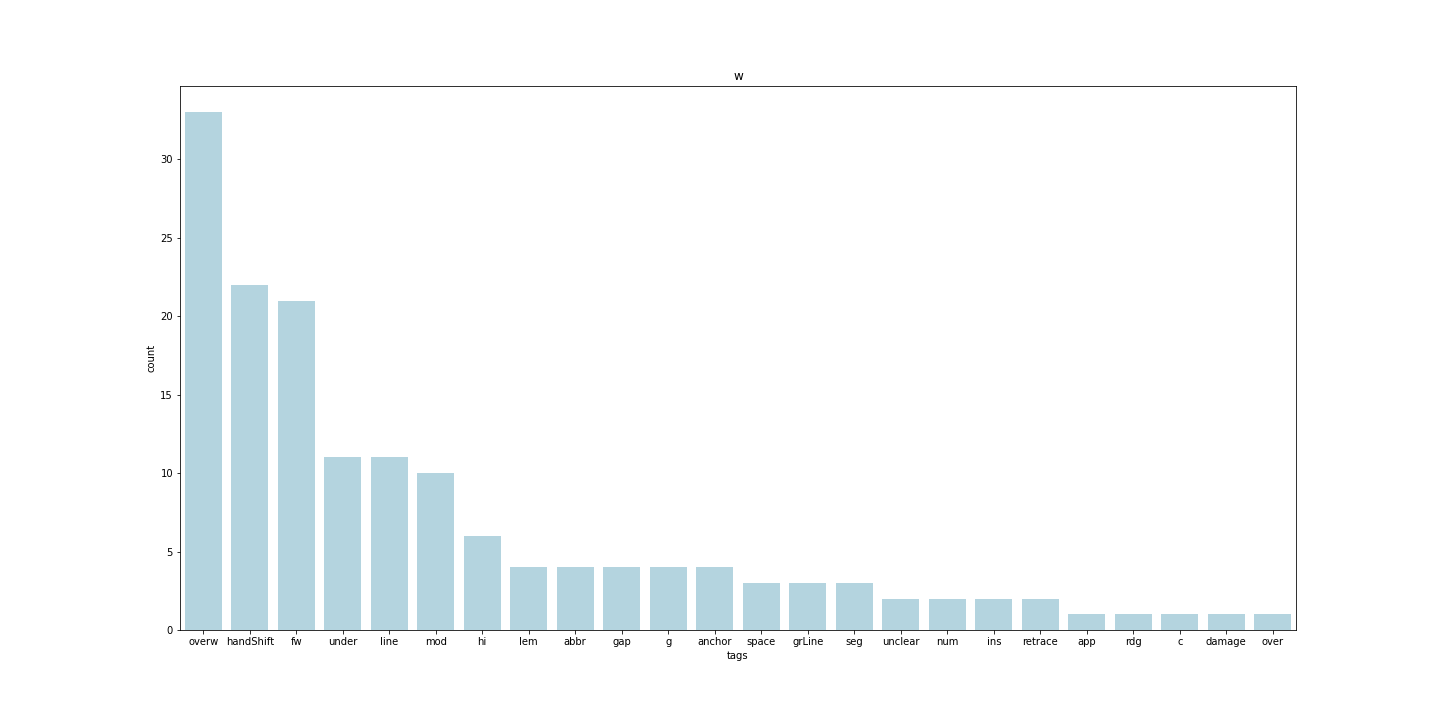 w
30
25
20
15
10
5
0
count
overw handShift fw under line mod hi lem abbr gap g anchor space grLine seg unclear num ins retrace app rdg c damage over
tags